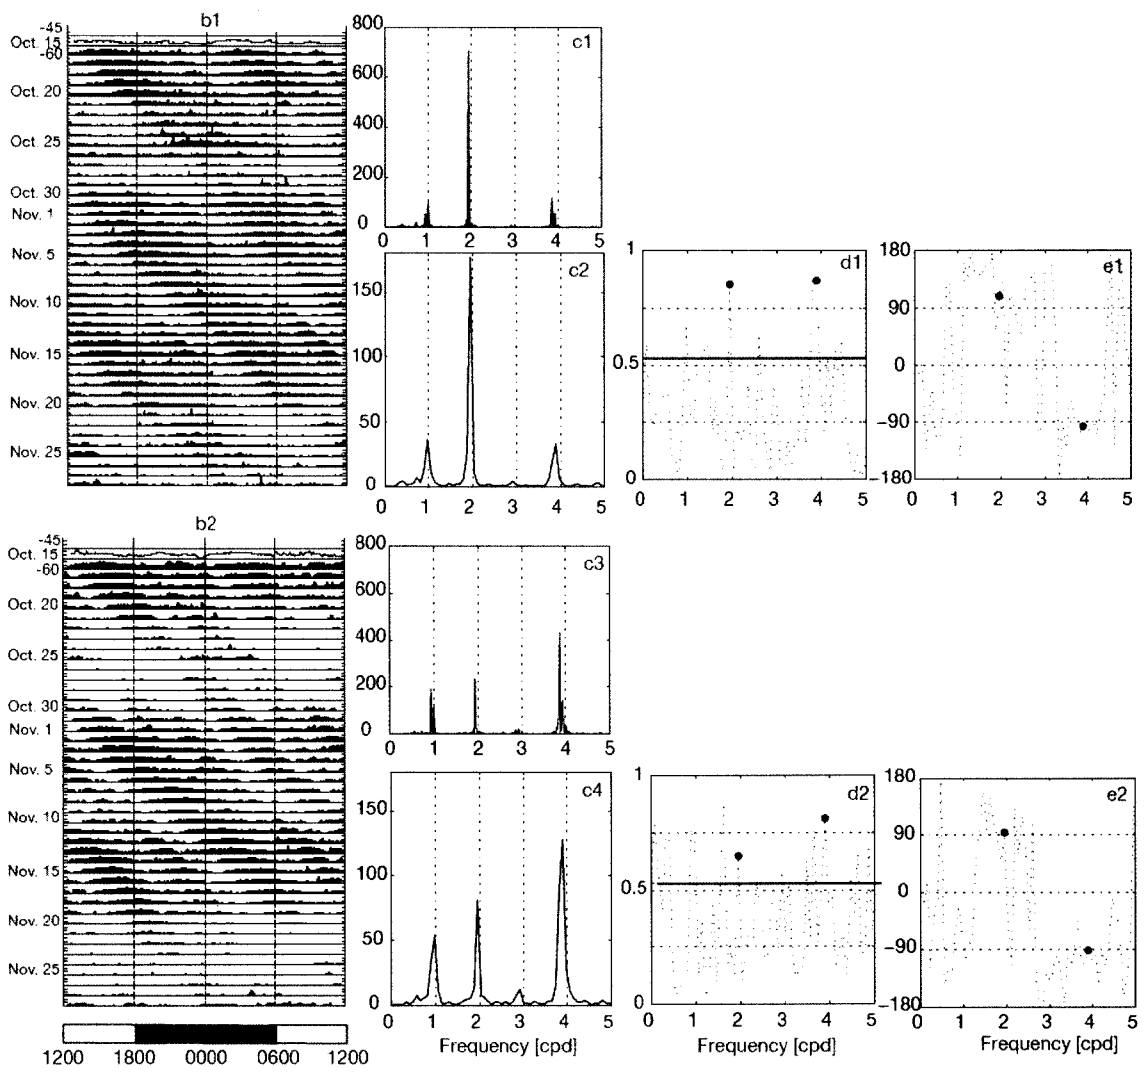 b1
-45
Oct. 15
-60
Oct. 20
Oct. 25
Oct. 30
Nov. 1
Nov. 5
Nov. 10
Nov. 15
Nov. 20
Nov. 25
1200 1800 0000 0600 1200
800
600
400
200
0
c1
0 1 2 3 4 5
150
100
50
0
c2
0 1 2 3 4 5
1
0.5
0
d1
0 1 2 3 4 5
180
90
0
-90
-180
e1
0 1 2 3 4 5
b2
-45
Oct. 15
-60
Oct. 20
Oct. 25
Oct. 30
Nov. 1
Nov. 5
Nov. 10
Nov. 15
Nov. 20
Nov. 25
1200 1800 0000 0600 1200
800
600
400
200
0
c3
0 1 2 3 4 5
150
100
50
0
c4
0 1 2 3 4 5
Frequency [cpd]
1
0.5
0
d2
0 1 2 3 4 5
Frequency [cpd]
180
90
0
-90
-180
e2
0 1 2 3 4 5
Frequency [cpd]